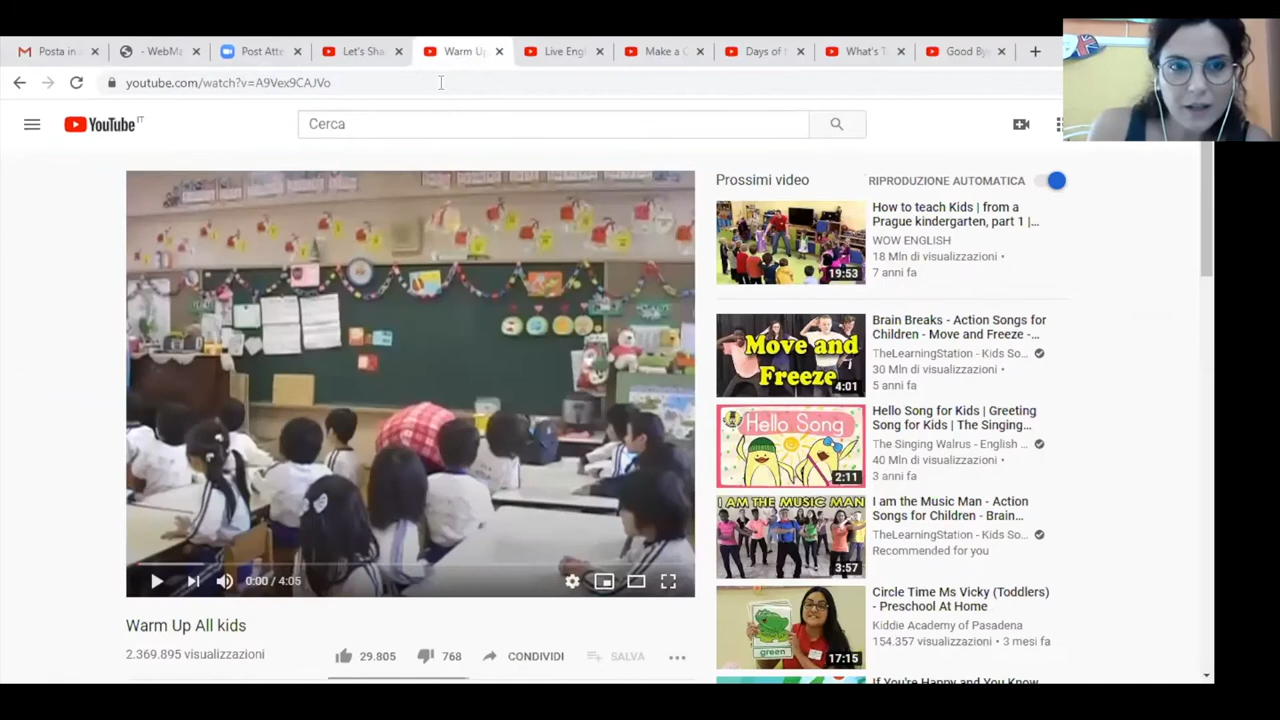 Posta in a
- WebMa
Post Atte
Let's Sha
Warm Up
Live Engl
Make a C
Days of t
What's T
Good By
youtube.com/watch?v=A9Vex9CAJVo
YouTube IT
Cerca
0:00 / 4:05
Warm Up All kids
2.369.895 visualizzazioni
29.805
768
CONDIVIDI
SALVA
Prossimi video
RIPRODUZIONE AUTOMATICA
19:53
How to teach Kids | from a
Prague kindergarten, part 1 |...
WOW ENGLISH
18 Mln di visualizzazioni •
7 anni fa
Move and
Freeze
4:01
Brain Breaks - Action Songs for
Children - Move and Freeze -...
TheLearningStation - Kids So...
30 Mln di visualizzazioni •
5 anni fa
Hello Song
2:11
Hello Song for Kids | Greeting
Song for Kids | The Singing...
The Singing Walrus - English ...
40 Mln di visualizzazioni •
3 anni fa
I AM THE MUSIC MAN
3:57
I am the Music Man - Action
Songs for Children - Brain...
TheLearningStation - Kids So...
Recommended for you
green
17:15
Circle Time Ms Vicky (Toddlers)
- Preschool At Home
Kiddie Academy of Pasadena
154.357 visualizzazioni • 3 mesi fa
If You're Happy and You Know